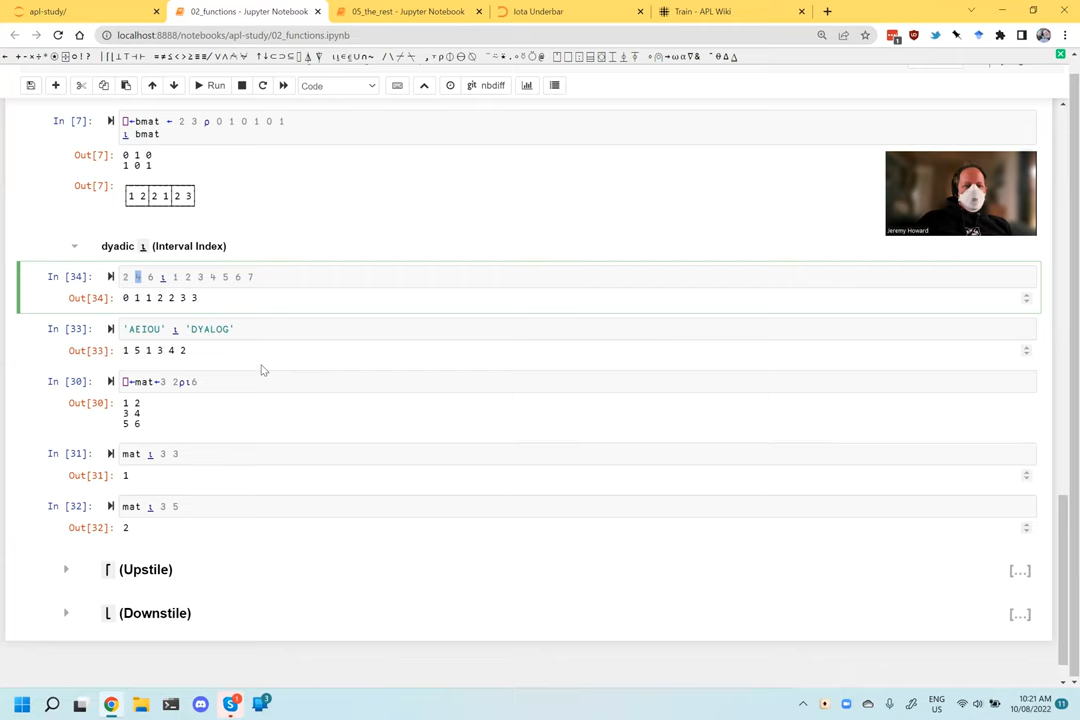 apl-study/
02_functions - Jupyter Notebook
05_the_rest - Jupyter Notebook
Iota Underbar
Train - APL Wiki
localhost:8888/notebooks/apl-study/02_functions.ipynb
Run
Code
git nbdiff
In [7]:
⎕←bmat ← 2 3 ⍴ 0 1 0 1 0 1
⍸ bmat
Out[7]:
0 1 0
1 0 1
Out[7]:
1 2 2 1 2 3
Jeremy Howard
dyadic ⍸ (Interval Index)
In [34]:
2 4 6 ⍸ 1 2 3 4 5 6 7
Out[34]:
0 1 1 2 2 3 3
In [33]:
'AEIOU' ⍸ 'DYALOG'
Out[33]:
1 5 1 3 4 2
In [30]:
⎕←mat←3 2⍴⍳6
Out[30]:
1 2
3 4
5 6
In [31]:
mat ⍸ 3 3
Out[31]:
1
In [32]:
mat ⍸ 3 5
Out[32]:
2
⌈ (Upstile)
[...]
⌊ (Downstile)
[...]
ENG
US
10:21 AM
10/08/2022